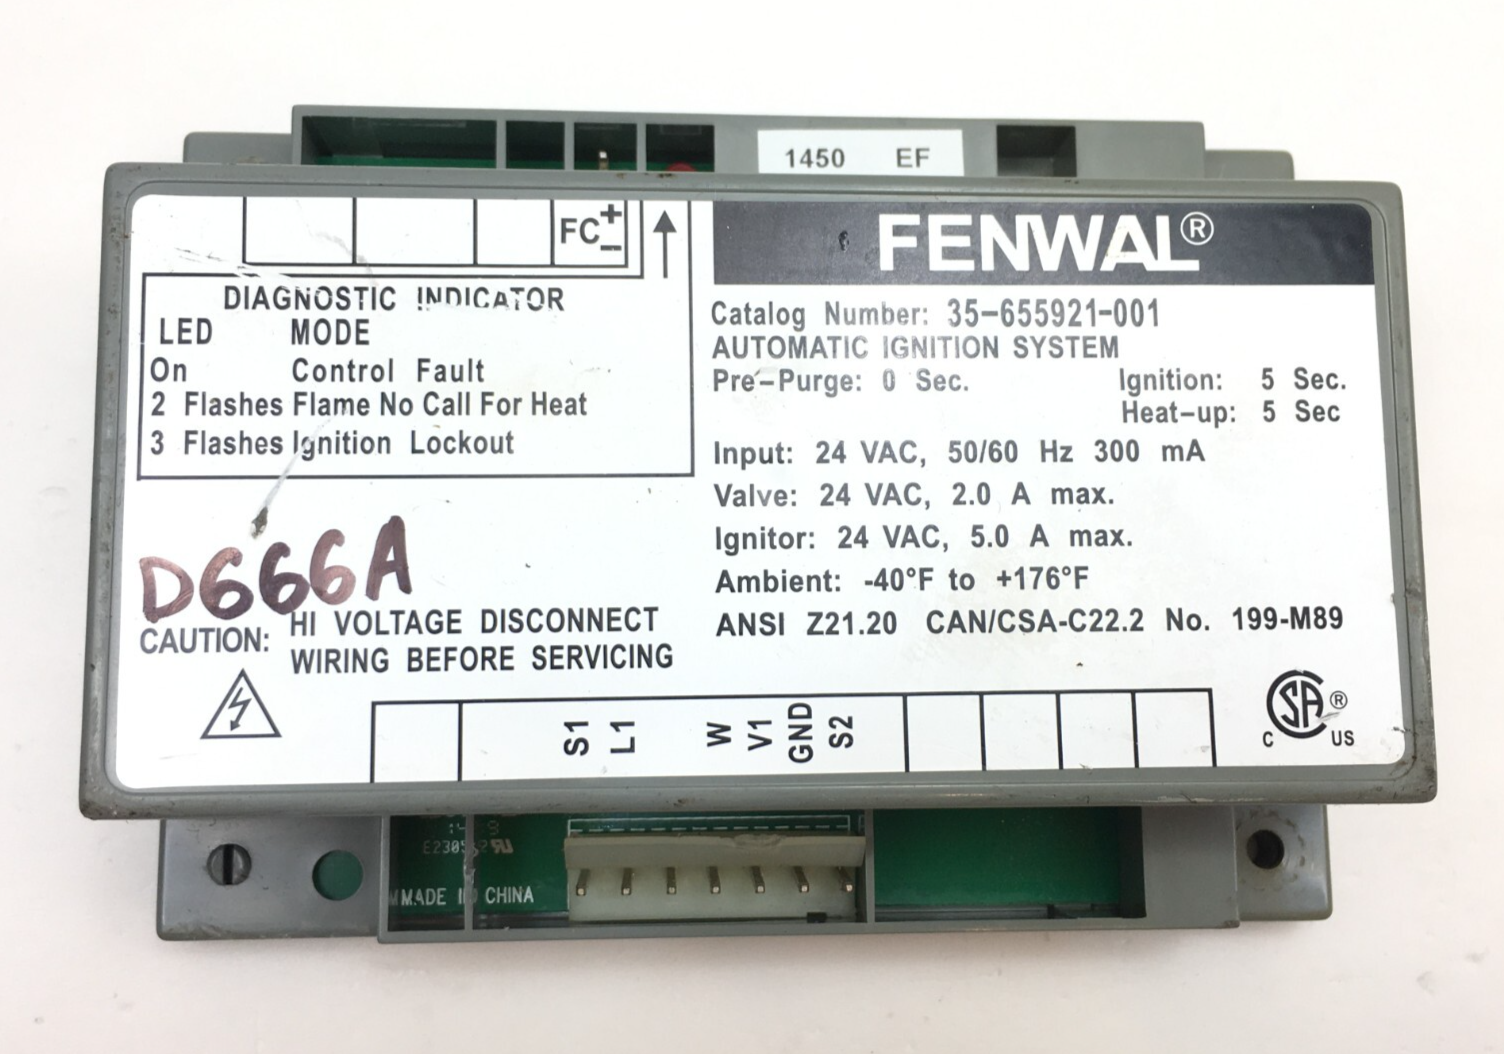 1450 EF
FC + −
FENWAL®
DIAGNOSTIC INDICATOR
LED MODE
On Control Fault
2 Flashes Flame No Call For Heat
3 Flashes Ignition Lockout
Catalog Number: 35-655921-001
AUTOMATIC IGNITION SYSTEM
Pre-Purge: 0 Sec. Ignition: 5 Sec.
Heat-up: 5 Sec
Input: 24 VAC, 50/60 Hz 300 mA
Valve: 24 VAC, 2.0 A max.
Ignitor: 24 VAC, 5.0 A max.
Ambient: -40°F to +176°F
ANSI Z21.20 CAN/CSA-C22.2 No. 199-M89
D666A
CAUTION: HI VOLTAGE DISCONNECT
WIRING BEFORE SERVICING
S1 L1 W V1 GND S2
C SA ® US
MADE IN CHINA